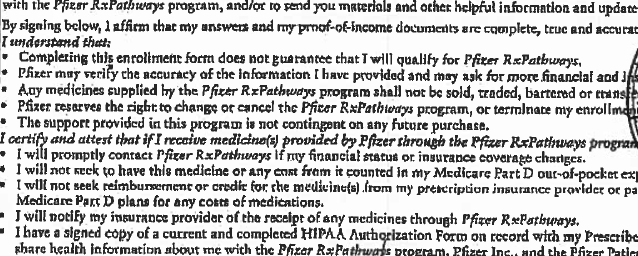 with the Pfizer RxPathways program, and/or to send you materials and other helpful information and update
By signing below, I affirm that my answers and my proof-of-income documents are complete, true and accurat
I understand that:
• Completing this enrollment form does not guarantee that I will qualify for Pfizer RxPathways.
• Pfizer may verify the accuracy of the information I have provided and may ask for more financial and in
• Any medicines supplied by the Pfizer RxPathways program shall not be sold, traded, bartered or trans
• Pfizer reserves the right to change or cancel the Pfizer RxPathways program, or terminate my enrollm
• The support provided in this program is not contingent on any future purchase.
I certify and attest that if I receive medicine(s) provided by Pfizer through the Pfizer RxPathways program
• I will promptly contact Pfizer RxPathways if my financial status or insurance coverage changes.
• I will not seek to have this medicine or any cost from it counted in my Medicare Part D out-of-pocket exp
• I will not seek reimbursement or credit for the medicine(s) from my prescription insurance provider or pa
Medicare Part D plans for any costs of medications.
• I will notify my insurance provider of the receipt of any medicines through Pfizer RxPathways.
• I have a signed copy of a current and completed HIPAA Authorization Form on record with my Prescribe
share health information about me with the Pfizer RxPathways program, Pfizer Inc., and the Pfizer Patie